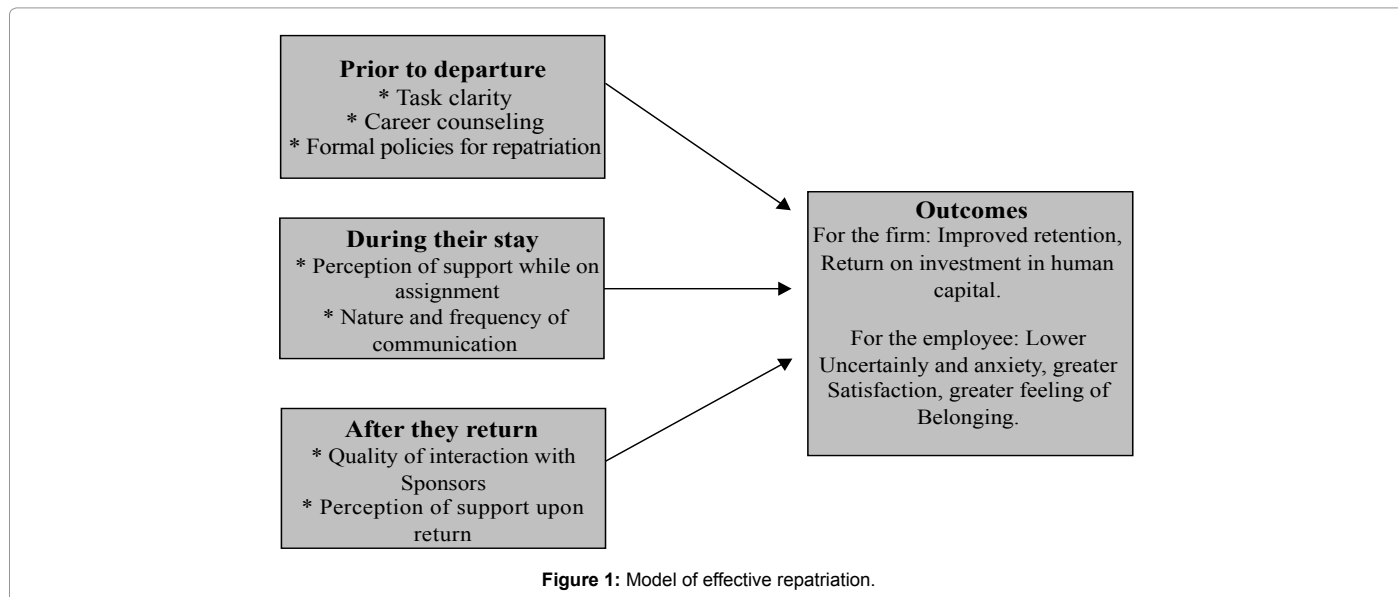 Prior to departure
* Task clarity
* Career counseling
* Formal policies for repatriation
During their stay
* Perception of support while on
assignment
* Nature and frequency of
communication
After they return
* Quality of interaction with
Sponsors
* Perception of support upon
return
Outcomes
For the firm: Improved retention,
Return on investment in human
capital.
For the employee: Lower
Uncertainly and anxiety, greater
Satisfaction, greater feeling of
Belonging.
Figure 1: Model of effective repatriation.